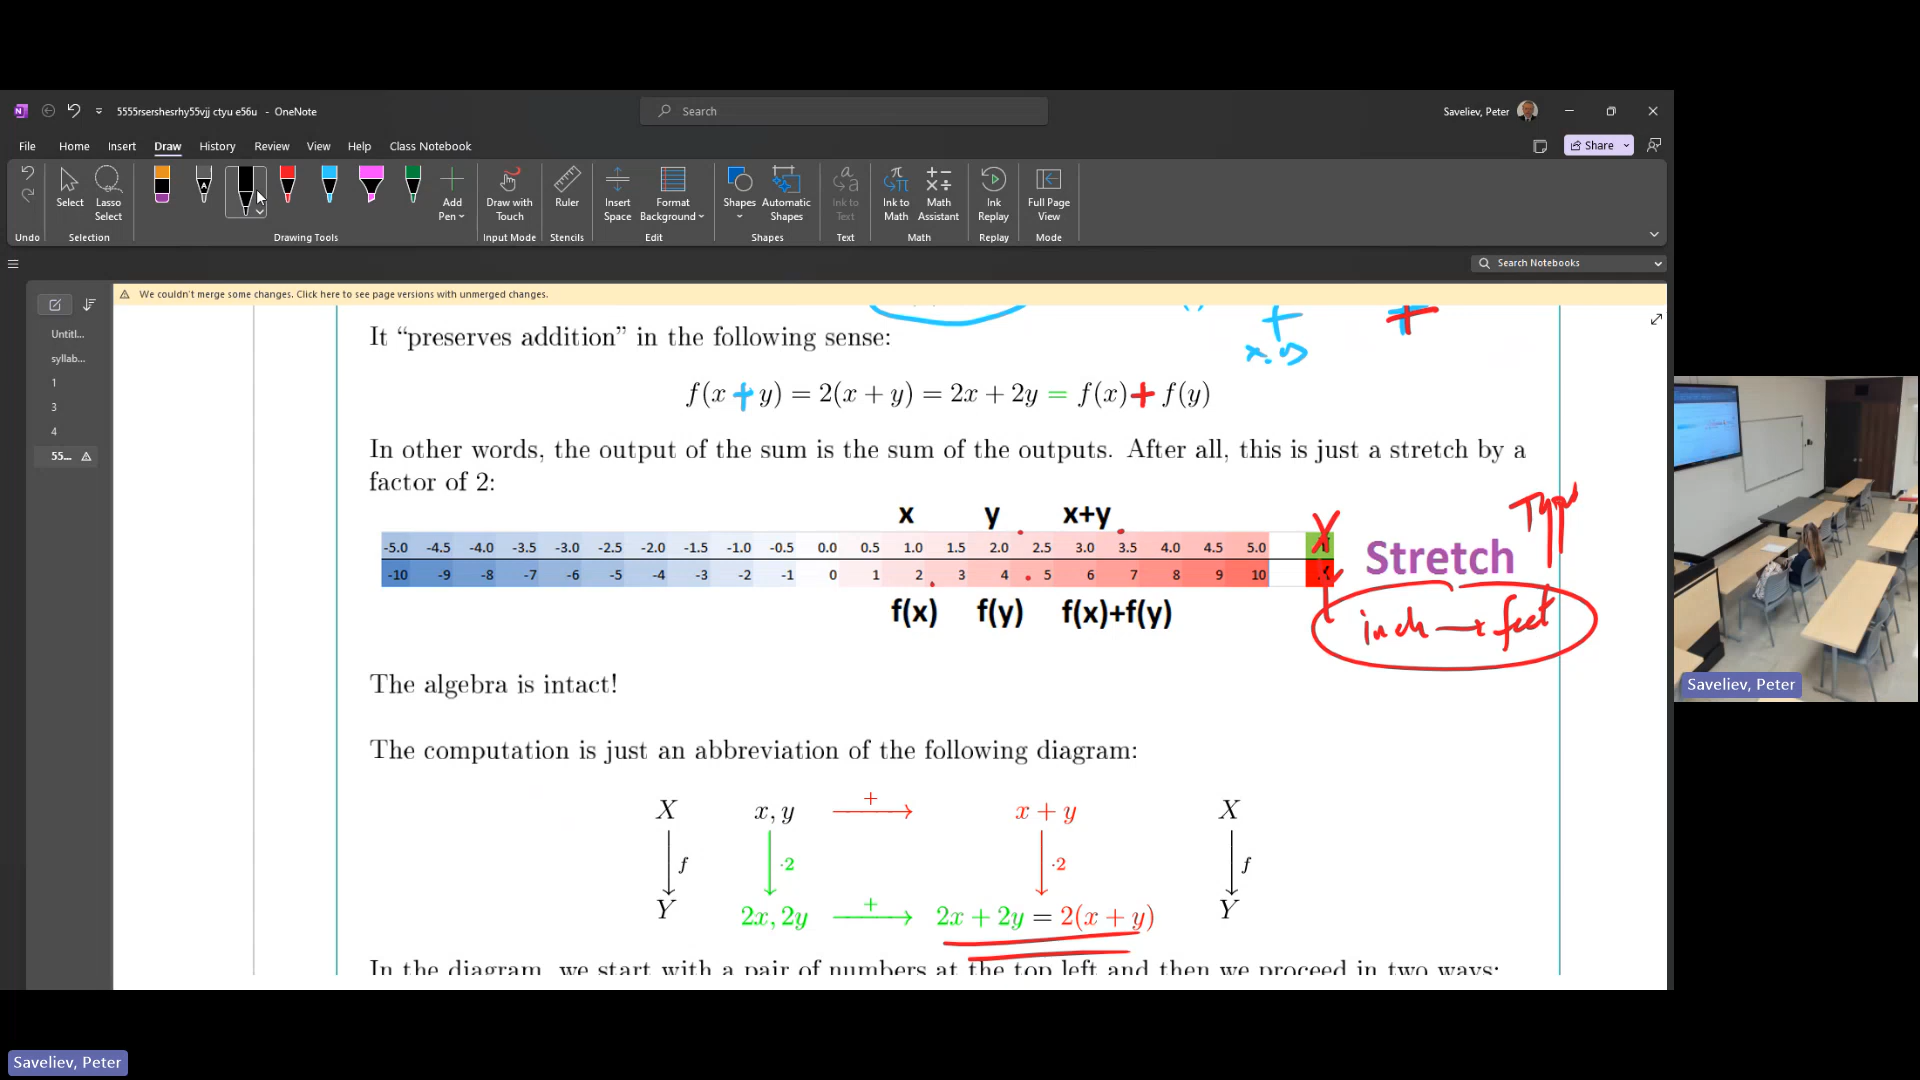 5555rsershesrhy55vjj ctyu e56u - OneNote
Search
Saveliev, Peter
File Home Insert Draw History Review View Help Class Notebook
Share
Undo
Select
Lasso Select
Selection
A
Drawing Tools
Add Pen
Draw with Touch
Input Mode
Ruler
Stencils
Insert Space
Format Background
Edit
Shapes
Automatic Shapes
Shapes
Ink to Text
Text
Ink to Math
Math Assistant
Math
Ink Replay
Replay
Full Page View
Mode
Search Notebooks
We couldn't merge some changes. Click here to see page versions with unmerged changes.
Untitl...
syllab...
1
3
4
55...
It “preserves addition” in the following sense:
f(x + y) = 2(x + y) = 2x + 2y = f(x) + f(y)
In other words, the output of the sum is the sum of the outputs. After all, this is just a stretch by a
factor of 2:
x y x+y
-5.0 -4.5 -4.0 -3.5 -3.0 -2.5 -2.0 -1.5 -1.0 -0.5 0.0 0.5 1.0 1.5 2.0 2.5 3.0 3.5 4.0 4.5 5.0 X
-10 -9 -8 -7 -6 -5 -4 -3 -2 -1 0 1 2 3 4 5 6 7 8 9 10
Stretch
f(x) f(y) f(x)+f(y)
inch → feet
The algebra is intact!
The computation is just an abbreviation of the following diagram:
X x, y + x + y X
f ·2 ·2 f
Y 2x, 2y + 2x + 2y = 2(x + y) Y
In the diagram, we start with a pair of numbers at the top left and then we proceed in two ways:
Saveliev, Peter
Saveliev, Peter